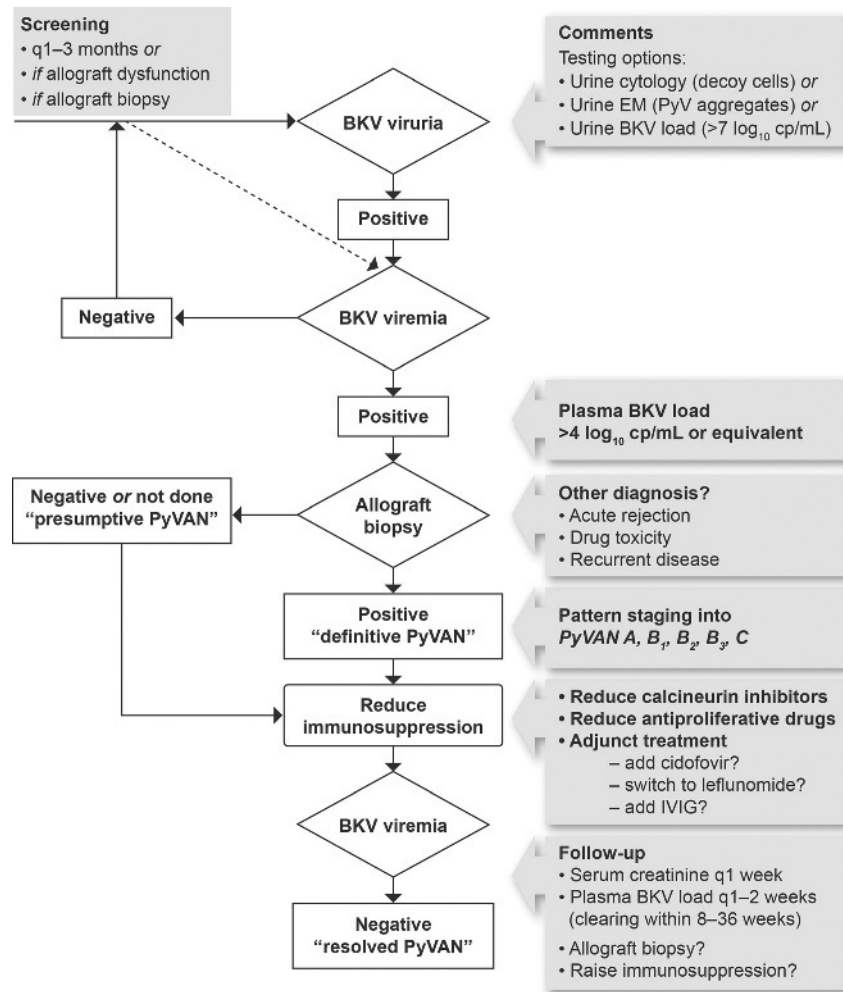 Screening
• q1–3 months or
• if allograft dysfunction
• if allograft biopsy
Comments
Testing options:
• Urine cytology (decoy cells) or
• Urine EM (PyV aggregates) or
• Urine BKV load (>7 log10 cp/mL)
BKV viruria
Positive
Negative
BKV viremia
Positive
Plasma BKV load
>4 log10 cp/mL or equivalent
Negative or not done
“presumptive PyVAN”
Allograft
biopsy
Other diagnosis?
• Acute rejection
• Drug toxicity
• Recurrent disease
Positive
“definitive PyVAN”
Pattern staging into
PyVAN A, B1, B2, B3, C
Reduce
immunosuppression
• Reduce calcineurin inhibitors
• Reduce antiproliferative drugs
• Adjunct treatment
– add cidofovir?
– switch to leflunomide?
– add IVIG?
BKV viremia
Follow-up
• Serum creatinine q1 week
• Plasma BKV load q1–2 weeks
(clearing within 8–36 weeks)
• Allograft biopsy?
• Raise immunosuppression?
Negative
“resolved PyVAN”